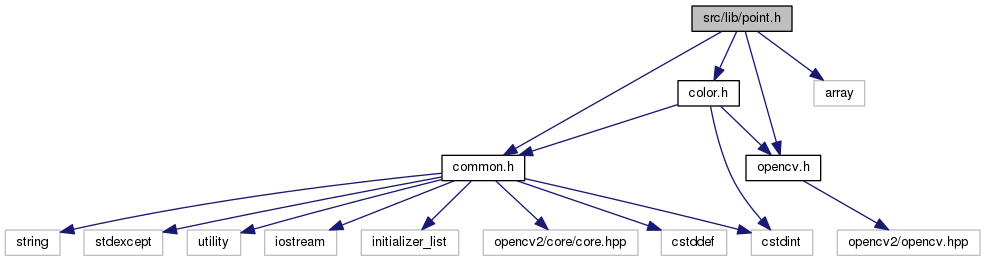 src/lib/point.h
color.h
array
common.h
opencv.h
string
stdexcept
utility
iostream
initializer_list
opencv2/core/core.hpp
cstddef
cstdint
opencv2/opencv.hpp